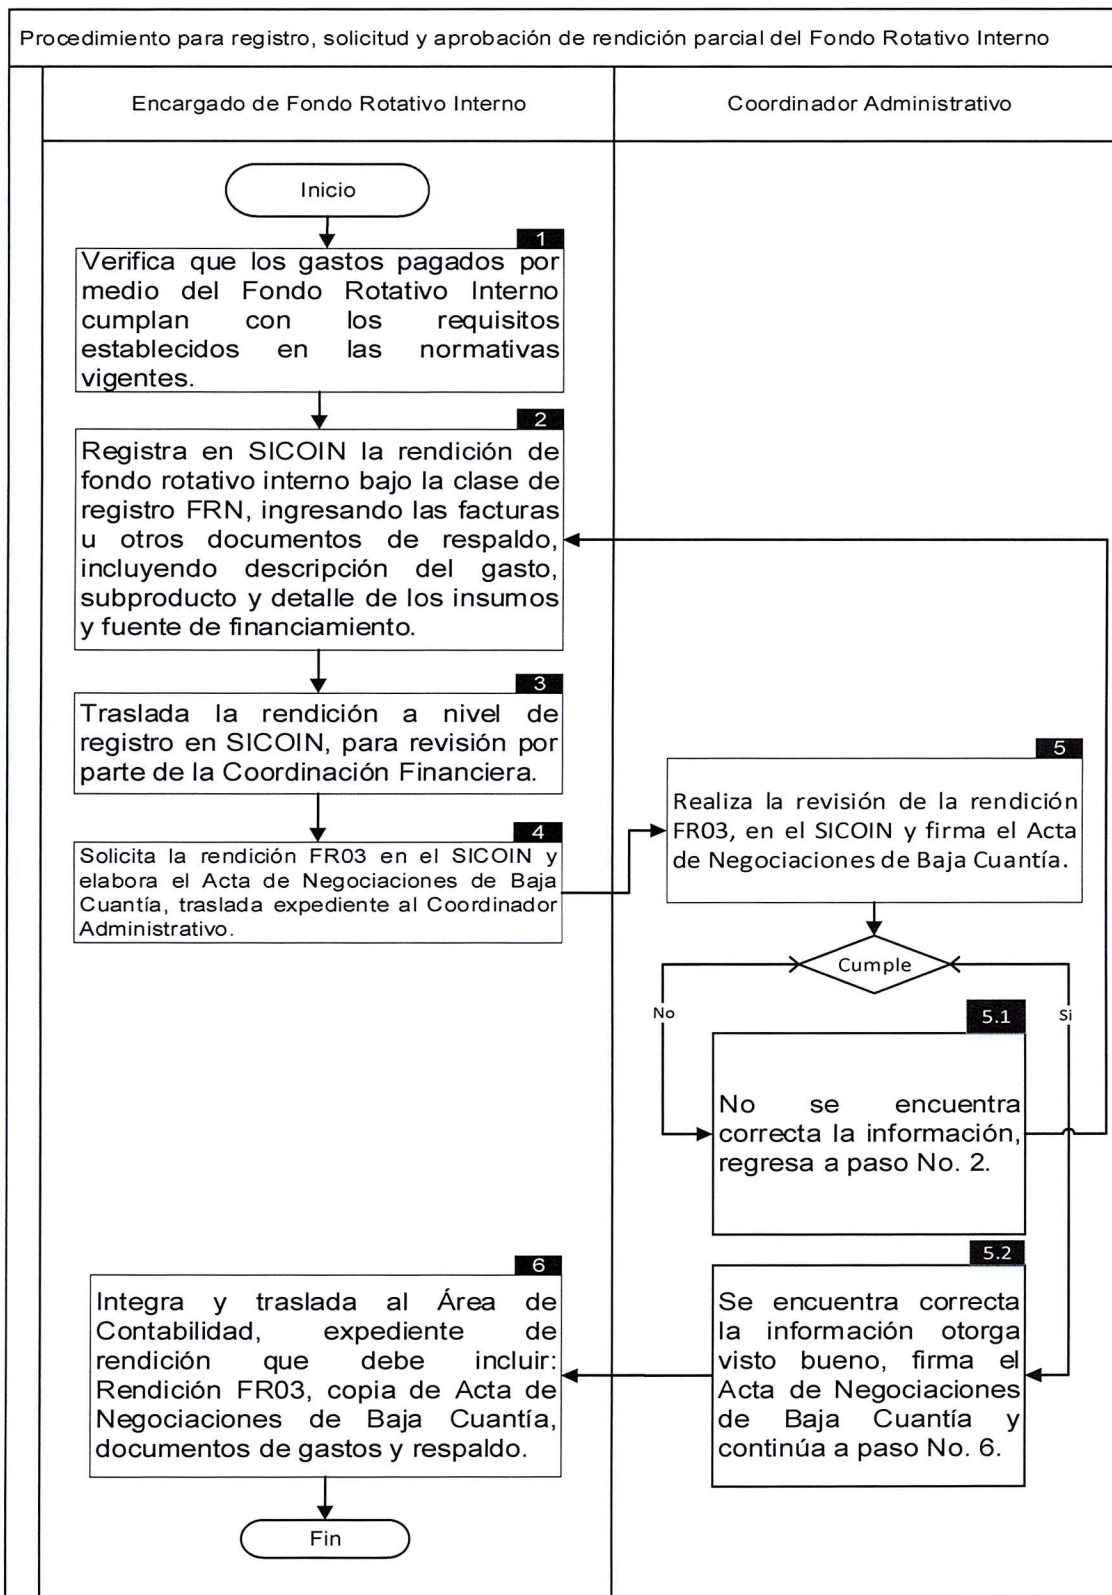 Procedimiento para registro, solicitud y aprobación de rendición parcial del Fondo Rotativo Interno
Encargado de Fondo Rotativo Interno
Coordinador Administrativo
Inicio
1
Verifica que los gastos pagados por
medio del Fondo Rotativo Interno
cumplan con los requisitos
establecidos en las normativas
vigentes.
2
Registra en SICOIN la rendición de
fondo rotativo interno bajo la clase de
registro FRN, ingresando las facturas
u otros documentos de respaldo,
incluyendo descripción del gasto,
subproducto y detalle de los insumos
y fuente de financiamiento.
3
Traslada la rendición a nivel de
registro en SICOIN, para revisión por
parte de la Coordinación Financiera.
4
Solicita la rendición FR03 en el SICOIN y
elabora el Acta de Negociaciones de Baja
Cuantía, traslada expediente al Coordinador
Administrativo.
5
Realiza la revisión de la rendición
FR03, en el SICOIN y firma el Acta
de Negociaciones de Baja Cuantía.
Cumple
No
Si
5.1
No se encuentra
correcta la información,
regresa a paso No. 2.
5.2
Se encuentra correcta
la información otorga
visto bueno, firma el
Acta de Negociaciones
de Baja Cuantía y
continúa a paso No. 6.
6
Integra y traslada al Área de
Contabilidad, expediente de
rendición que debe incluir:
Rendición FR03, copia de Acta de
Negociaciones de Baja Cuantía,
documentos de gastos y respaldo.
Fin